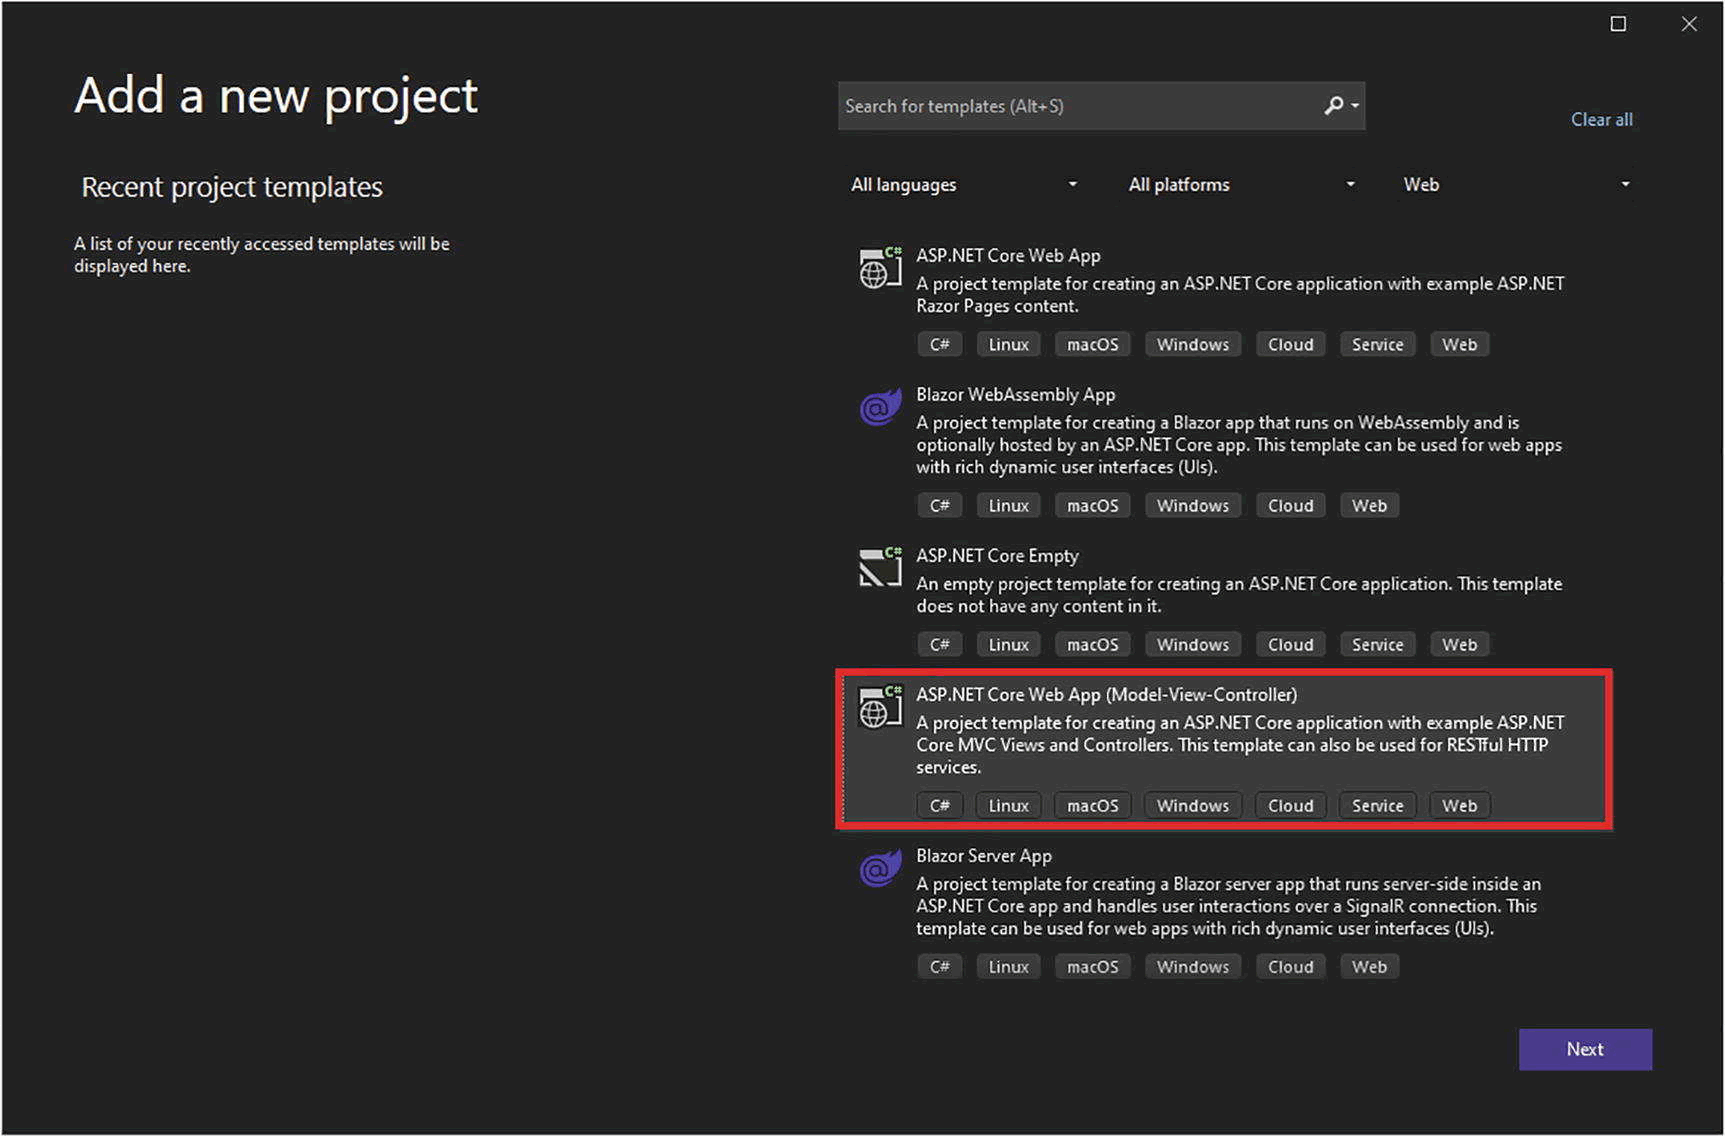 Add a new project
Search for templates (Alt+S)
Clear all
Recent project templates
All languages
All platforms
Web
A list of your recently accessed templates will be
displayed here.
C#
ASP.NET Core Web App
A project template for creating an ASP.NET Core application with example ASP.NET
Razor Pages content.
C# Linux macOS Windows Cloud Service Web
@
Blazor WebAssembly App
A project template for creating a Blazor app that runs on WebAssembly and is
optionally hosted by an ASP.NET Core app. This template can be used for web apps
with rich dynamic user interfaces (UIs).
C# Linux macOS Windows Cloud Web
C#
ASP.NET Core Empty
An empty project template for creating an ASP.NET Core application. This template
does not have any content in it.
C# Linux macOS Windows Cloud Service Web
C#
ASP.NET Core Web App (Model-View-Controller)
A project template for creating an ASP.NET Core application with example ASP.NET
Core MVC Views and Controllers. This template can also be used for RESTful HTTP
services.
C# Linux macOS Windows Cloud Service Web
@
Blazor Server App
A project template for creating a Blazor server app that runs server-side inside an
ASP.NET Core app and handles user interactions over a SignalR connection. This
template can be used for web apps with rich dynamic user interfaces (UIs).
C# Linux macOS Windows Cloud Web
Next